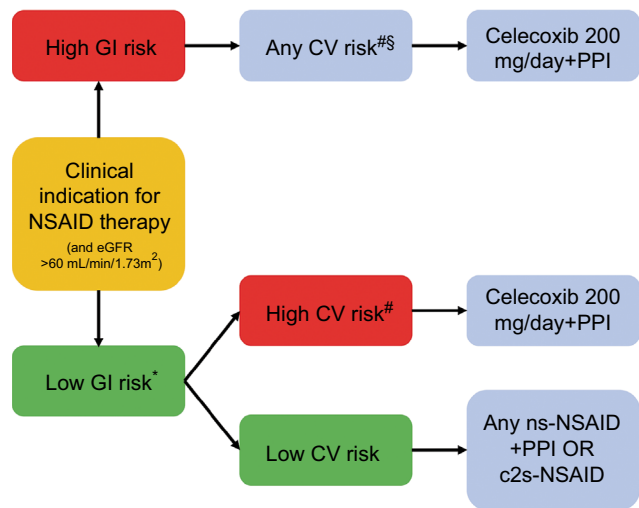 High GI risk
Any CV risk#§
Celecoxib 200
mg/day+PPI
Clinical
indication for
NSAID therapy
(and eGFR
>60 mL/min/1.73m²)
High CV risk#
Celecoxib 200
mg/day+PPI
Low GI risk*
Low CV risk
Any ns-NSAID
+PPI OR
c2s-NSAID